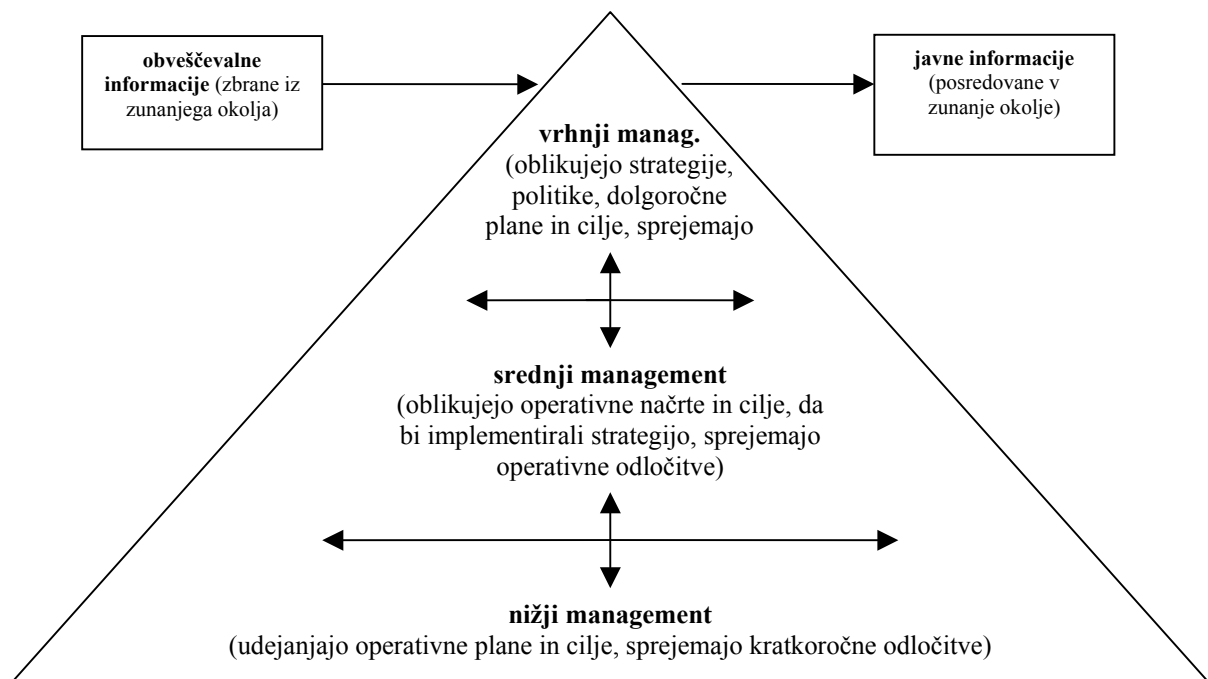 obveščevalne
informacije (zbrane iz
zunanjega okolja)
javne informacije
(posredovane v
zunanje okolje)
vrhnji manag.
(oblikujejo strategije,
politike, dolgoročne
plane in cilje, sprejemajo
srednji management
(oblikujejo operativne načrte in cilje, da
bi implementirali strategijo, sprejemajo
operativne odločitve)
nižji management
(udejanjajo operativne plane in cilje, sprejemajo kratkoročne odločitve)